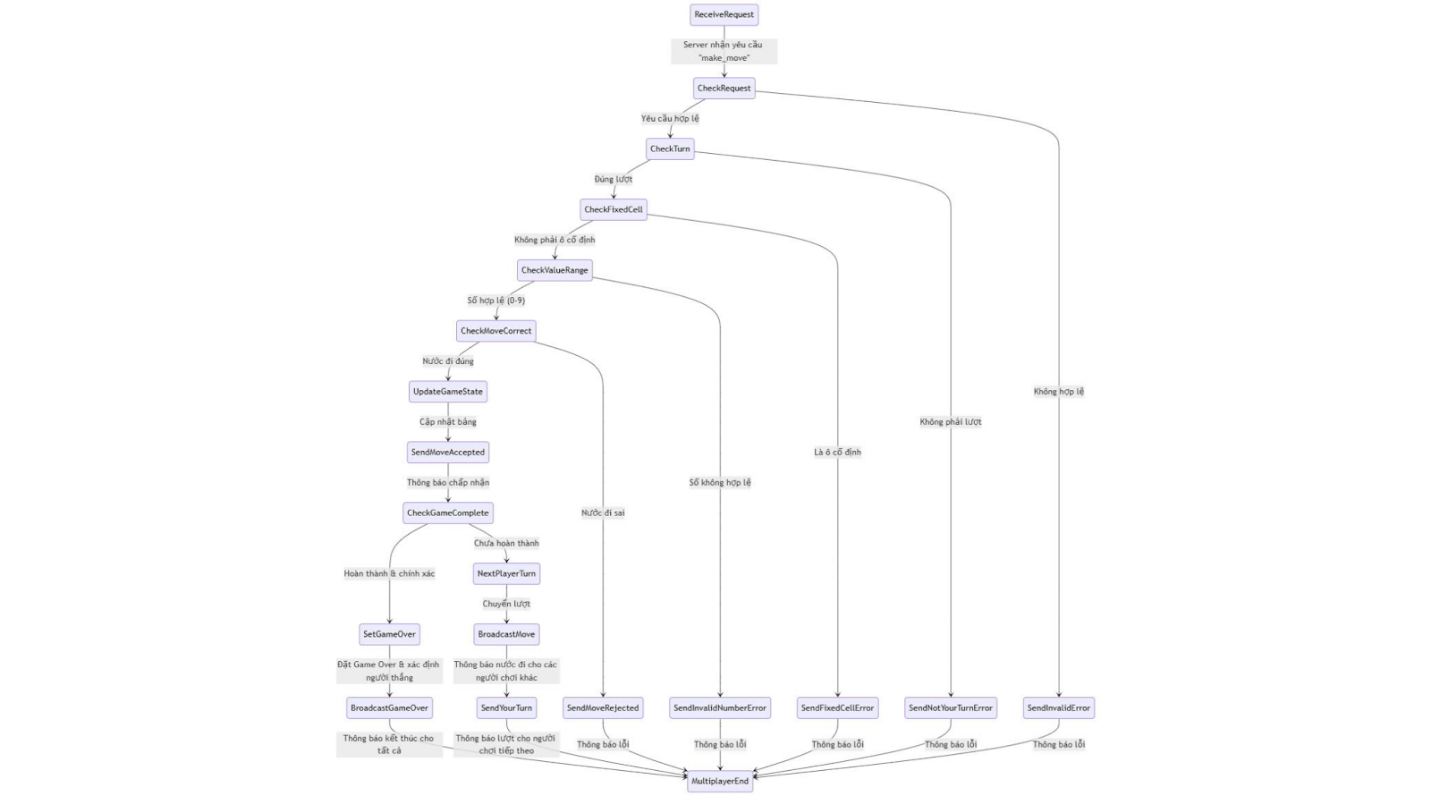 ReceiveRequest
Server nhận yêu cầu
"make_move"
CheckRequest
Yêu cầu hợp lệ
CheckTurn
Đúng lượt
CheckFixedCell
Không phải ô cố định
CheckValueRange
Số hợp lệ (0-9)
CheckMoveCorrect
Nước đi đúng
UpdateGameState
Không hợp lệ
Cập nhật bảng
Không phải lượt
SendMoveAccepted
Là ô cố định
Thông báo chấp nhận
Số không hợp lệ
CheckGameComplete
Nước đi sai
Chưa hoàn thành
Hoàn thành & chính xác
NextPlayerTurn
Chuyển lượt
SetGameOver
BroadcastMove
Đặt Game Over & xác định
người thắng
Thông báo nước đi cho các
người chơi khác
BroadcastGameOver
SendYourTurn
SendMoveRejected
SendInvalidNumberError
SendFixedCellError
SendNotYourTurnError
SendInvalidError
Thông báo kết thúc cho
tất cả
Thông báo lượt cho người
chơi tiếp theo
Thông báo lỗi
Thông báo lỗi
Thông báo lỗi
Thông báo lỗi
Thông báo lỗi
MultiplayerEnd